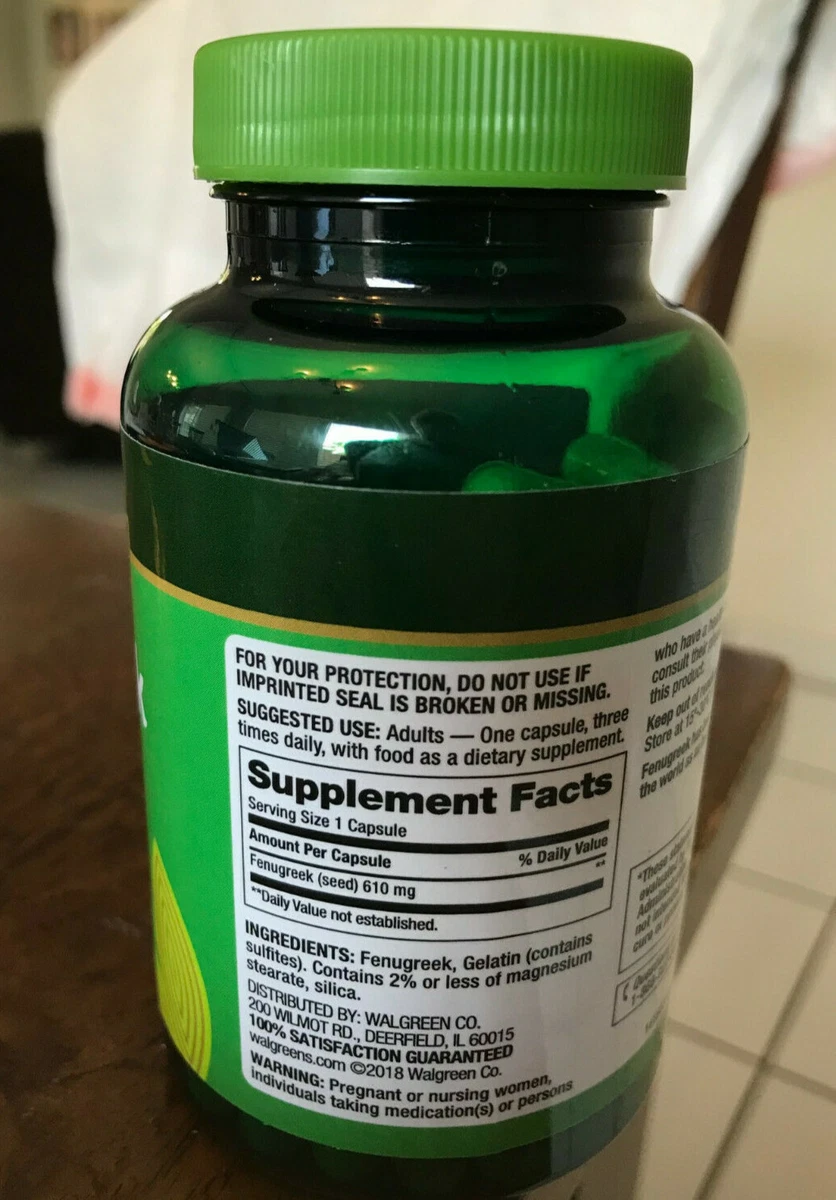 FOR YOUR PROTECTION, DO NOT USE IF
IMPRINTED SEAL IS BROKEN OR MISSING.
SUGGESTED USE: Adults — One capsule, three
times daily, with food as a dietary supplement.
Supplement Facts
Serving Size 1 Capsule
Amount Per Capsule % Daily Value
Fenugreek (seed) 610 mg **
**Daily Value not established.
INGREDIENTS: Fenugreek, Gelatin (contains
sulfites). Contains 2% or less of magnesium
stearate, silica.
DISTRIBUTED BY: WALGREEN CO.
200 WILMOT RD., DEERFIELD, IL 60015
100% SATISFACTION GUARANTEED
walgreens.com ©2018 Walgreen Co.
WARNING: Pregnant or nursing women,
individuals taking medication(s) or persons
who have a
consult their
this product.
Keep out of
Store at
Fenugreek
the world
*These
not
cure or